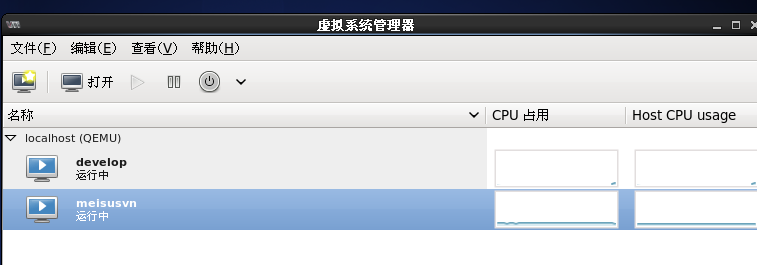 虚拟系统管理器
文件(F) 编辑(E) 查看(V) 帮助(H)
打开
名称 CPU 占用 Host CPU usage
localhost (QEMU)
develop
运行中
meisusvn
运行中